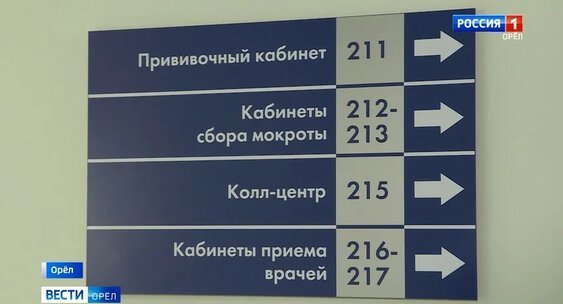 РОССИЯ 1
ОРЁЛ
Прививочный кабинет 211
Кабинеты
сбора мокроты
212-
213
Колл-центр 215
Кабинеты приема
врачей
216-
217
Орёл
ВЕСТИ ОРЁЛ